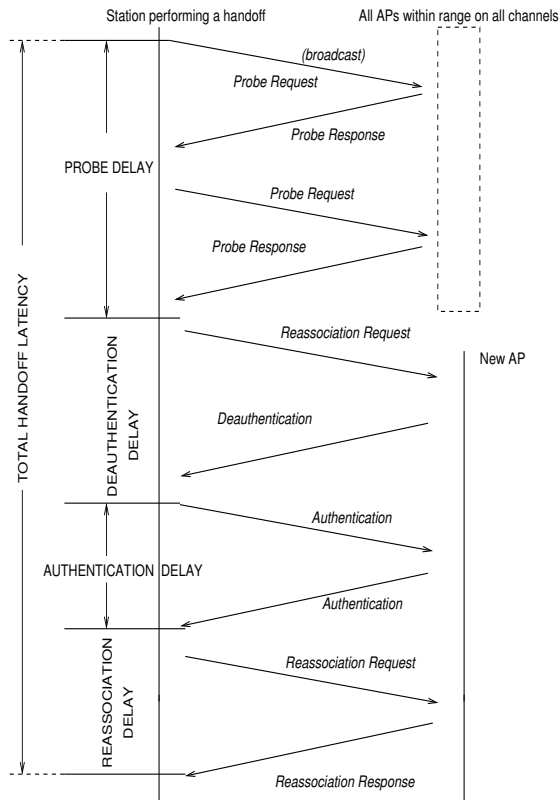 Station performing a handoff
All APs within range on all channels
(broadcast)
Probe Request
Probe Response
PROBE DELAY
Probe Request
Probe Response
TOTAL HANDOFF LATENCY
Reassociation Request
New AP
DEAUTHENTICATION
DELAY
Deauthentication
Authentication
AUTHENTICATION DELAY
Authentication
REASSOCIATION
DELAY
Reassociation Request
Reassociation Response